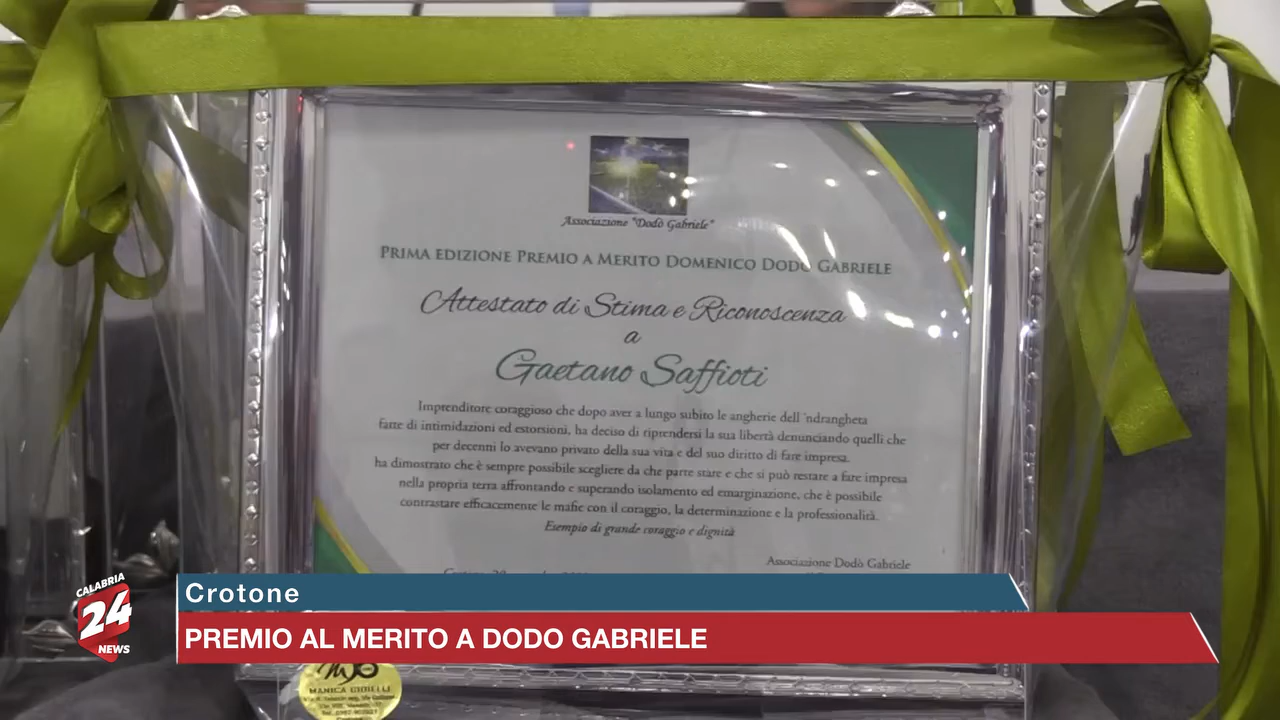 Associazione "Dodò Gabriele"
PRIMA EDIZIONE PREMIO A MERITO DOMENICO DODÒ GABRIELE
Attestato di Stima e Riconoscenza
a
Gaetano Saffioti
Imprenditore coraggioso che dopo aver a lungo subito le angherie dell 'ndrangheta
fatte di intimidazioni ed estorsioni, ha deciso di riprendersi la sua libertà denunciando quelli che
per decenni lo avevano privato della sua vita e del suo diritto di fare impresa.
ha dimostrato che è sempre possibile scegliere da che parte stare e che si può restare a fare impresa
nella propria terra affrontando e superando isolamento ed emarginazione, che è possibile
contrastare efficacemente le mafie con il coraggio, la determinazione e la professionalità.
Esempio di grande coraggio e dignità
Associazione Dodò Gabriele
CALABRIA
24
NEWS
Crotone
PREMIO AL MERITO A DODO GABRIELE
MANICA GIOIELLI